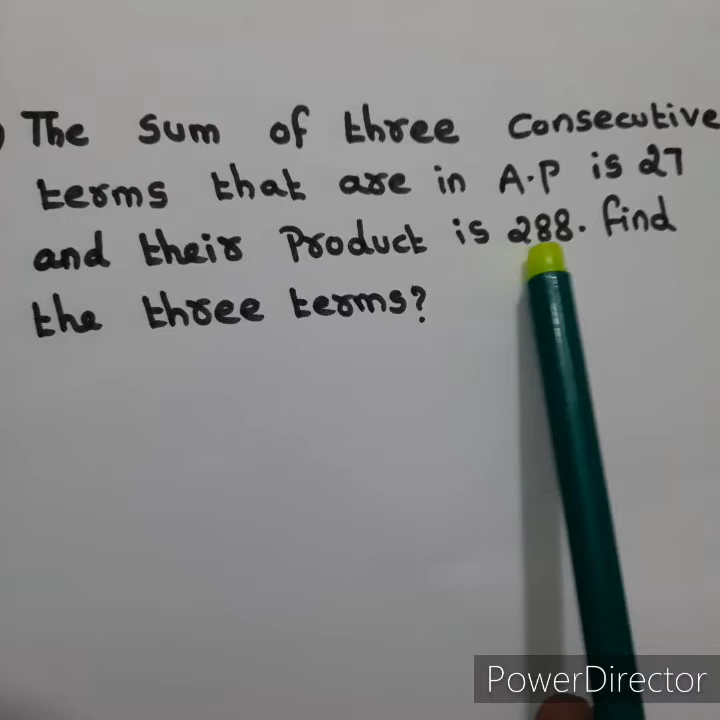 The sum of three consecutive
terms that are in A.P is 27
and their Product is 288. find
the three terms?
PowerDirector